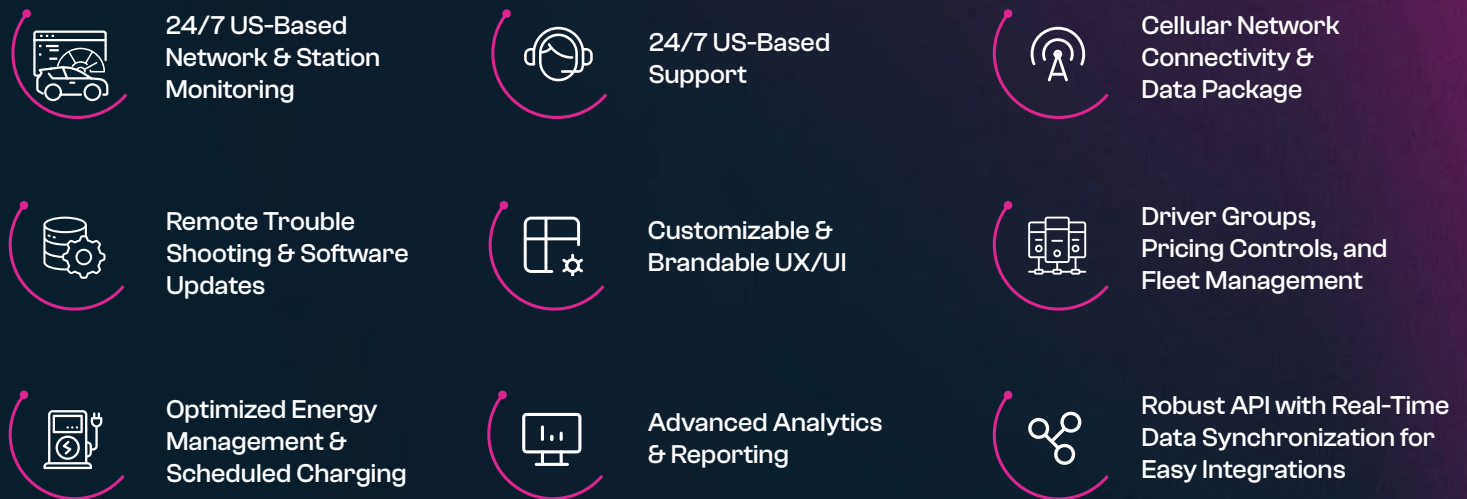 24/7 US-Based
Network & Station
Monitoring
24/7 US-Based
Support
Cellular Network
Connectivity &
Data Package
Remote Trouble
Shooting & Software
Updates
Customizable &
Brandable UX/UI
Driver Groups,
Pricing Controls, and
Fleet Management
Optimized Energy
Management &
Scheduled Charging
Advanced Analytics
& Reporting
Robust API with Real-Time
Data Synchronization for
Easy Integrations